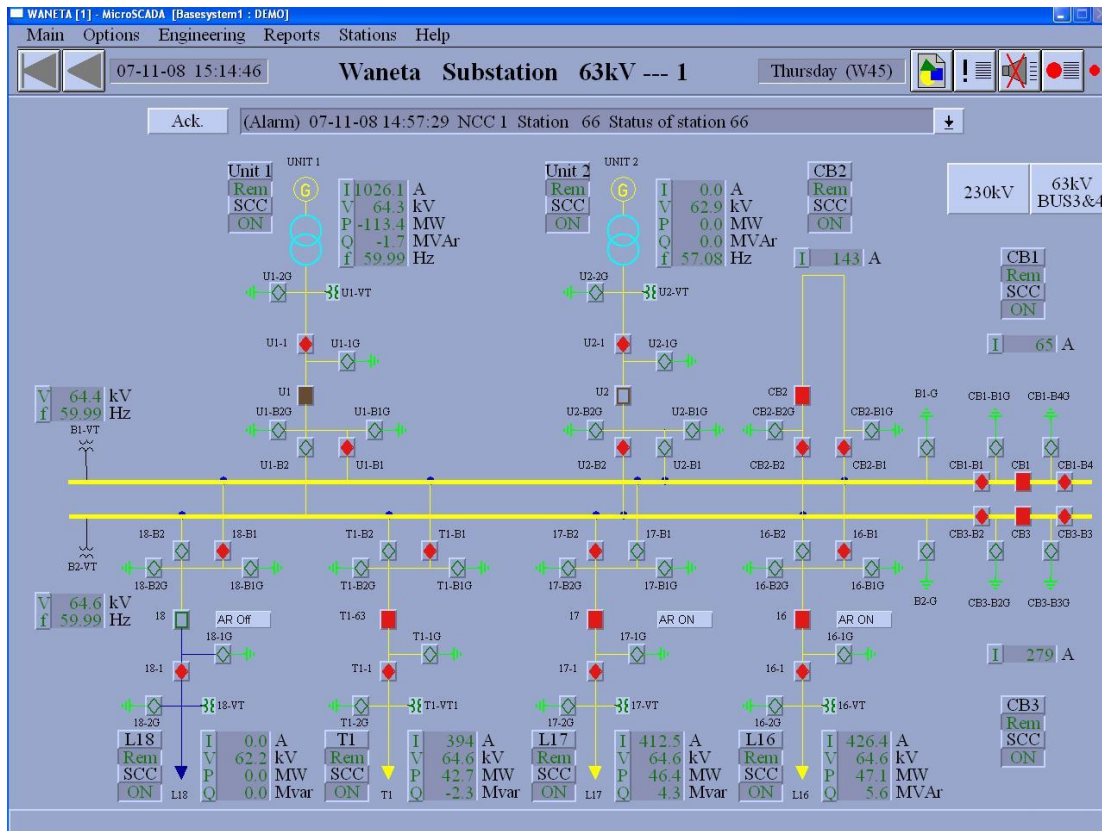 WANETA [1] - MicroSCADA [Basesystem1 : DEMO]
Main Options Engineering Reports Stations Help
07-11-08 15:14:46 Waneta Substation 63kV --- 1 Thursday (W45)
Ack. (Alarm) 07-11-08 14:57:29 NCC 1 Station 66 Status of station 66
UNIT 1
Unit 1
Rem
SCC
ON
G
I 1026.1 A
V 64.3 kV
P -113.4 MW
Q -1.7 MVAr
f 59.99 Hz
UNIT 2
Unit 2
Rem
SCC
ON
G
I 0.0 A
V 62.9 kV
P 0.0 MW
Q 0.0 MVAr
f 57.08 Hz
CB2
Rem
SCC
ON
I 143 A
230kV
63kV
BUS3&4
CB1
Rem
SCC
ON
I 65 A
U1-2G
U1-VT
U2-2G
U2-VT
U1-1
U1-1G
U2-1
U2-1G
V 64.4 kV
f 59.99 Hz
B1-VT
U1
U2
CB2
U1-B2G
U1-B1G
U2-B2G
U2-B1G
CB2-B2G
CB2-B1G
B1-G
CB1-B1G
CB1-B4G
U1-B2
U1-B1
U2-B2
U2-B1
CB2-B2
CB2-B1
CB1-B1
CB1
CB1-B4
18-B2
18-B1
T1-B2
T1-B1
17-B2
17-B1
16-B2
16-B1
CB3-B2
CB3
CB3-B3
B2-VT
18-B2G
18-B1G
T1-B2G
T1-B1G
17-B2G
17-B1G
16-B2G
16-B1G
B2-G
CB3-B2G
CB3-B3G
V 64.6 kV
f 59.99 Hz
18
AR Off
T1-63
17
AR ON
16
AR ON
18-1G
T1-1G
17-1G
16-1G
18-1
T1-1
17-1
16-1
I 279 A
18-VT
T1-VT1
17-VT
16-VT
18-2G
T1-2G
17-2G
16-2G
CB3
Rem
SCC
ON
L18
Rem
SCC
ON
L18
I 0.0 A
V 62.2 kV
P 0.0 MW
Q 0.0 Mvar
T1
Rem
SCC
ON
T1
I 394 A
V 64.6 kV
P 42.7 MW
Q -2.3 Mvar
L17
Rem
SCC
ON
L17
I 412.5 A
V 64.6 kV
P 46.4 MW
Q 4.3 Mvar
L16
Rem
SCC
ON
L16
I 426.4 A
V 64.6 kV
P 47.1 MW
Q 5.6 MVAr